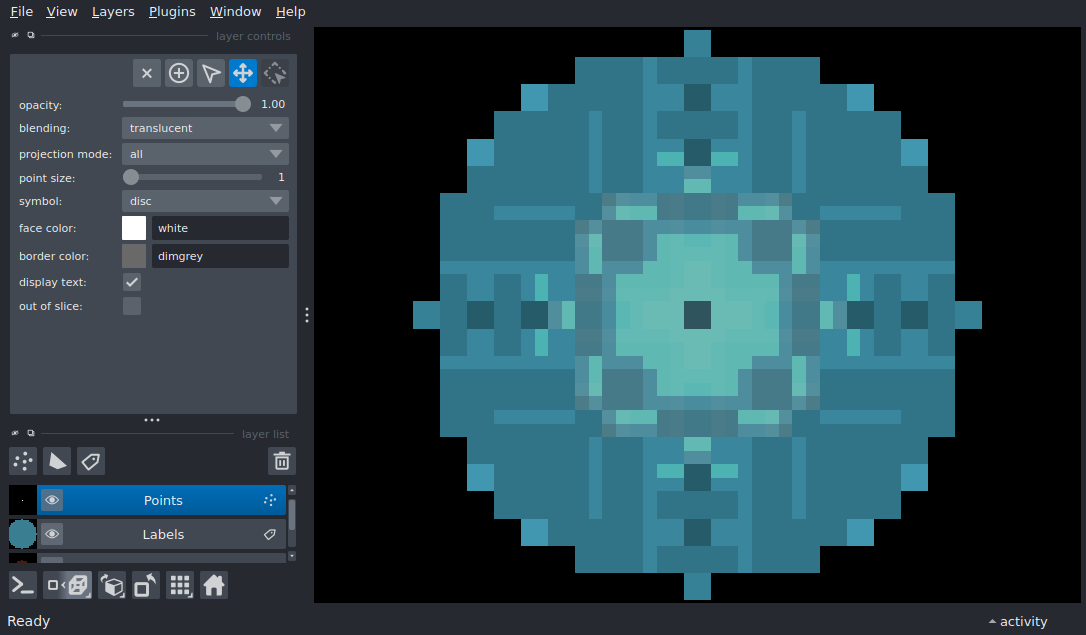 File View Layers Plugins Window Help
layer controls
opacity: 1.00
blending: translucent
projection mode: all
point size: 1
symbol: disc
face color: white
border color: dimgrey
display text:
out of slice:
layer list
Points
Labels
Ready
activity